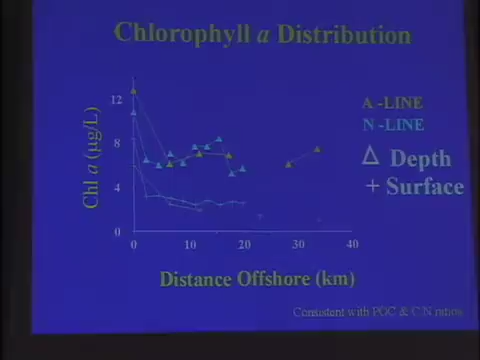 Chlorophyll a Distribution
12
8
4
0
0
10
20
30
40
Chl a (µg/L)
Distance Offshore (km)
A -LINE
N -LINE
Δ Depth
+ Surface
Consistent with POC & C:N ratios